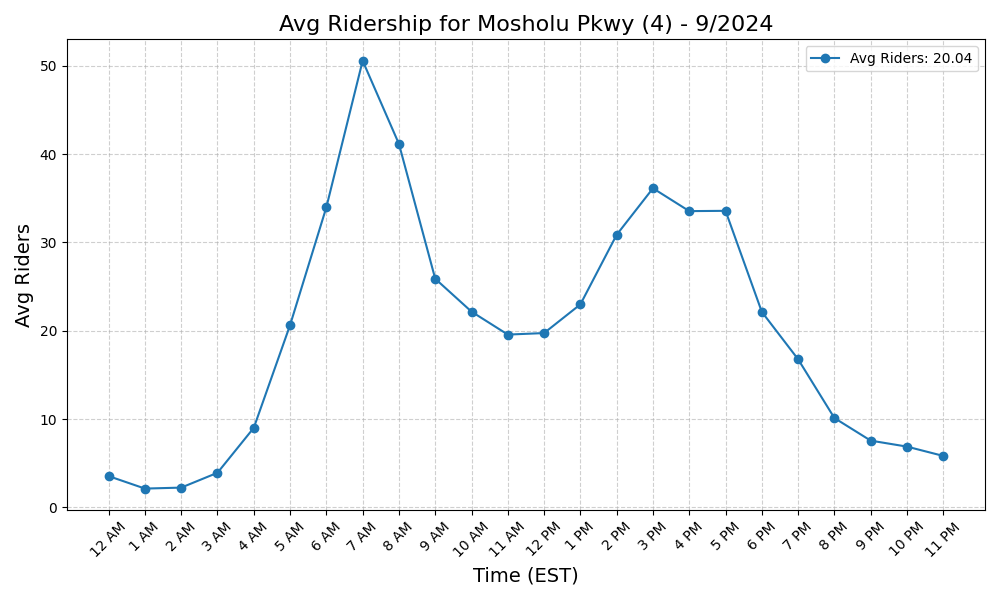 Avg Ridership for Mosholu Pkwy (4) - 9/2024
Avg Riders: 20.04
Avg Riders
50
40
30
20
10
0
12 AM
1 AM
2 AM
3 AM
4 AM
5 AM
6 AM
7 AM
8 AM
9 AM
10 AM
11 AM
12 PM
1 PM
2 PM
3 PM
4 PM
5 PM
6 PM
7 PM
8 PM
9 PM
10 PM
11 PM
Time (EST)